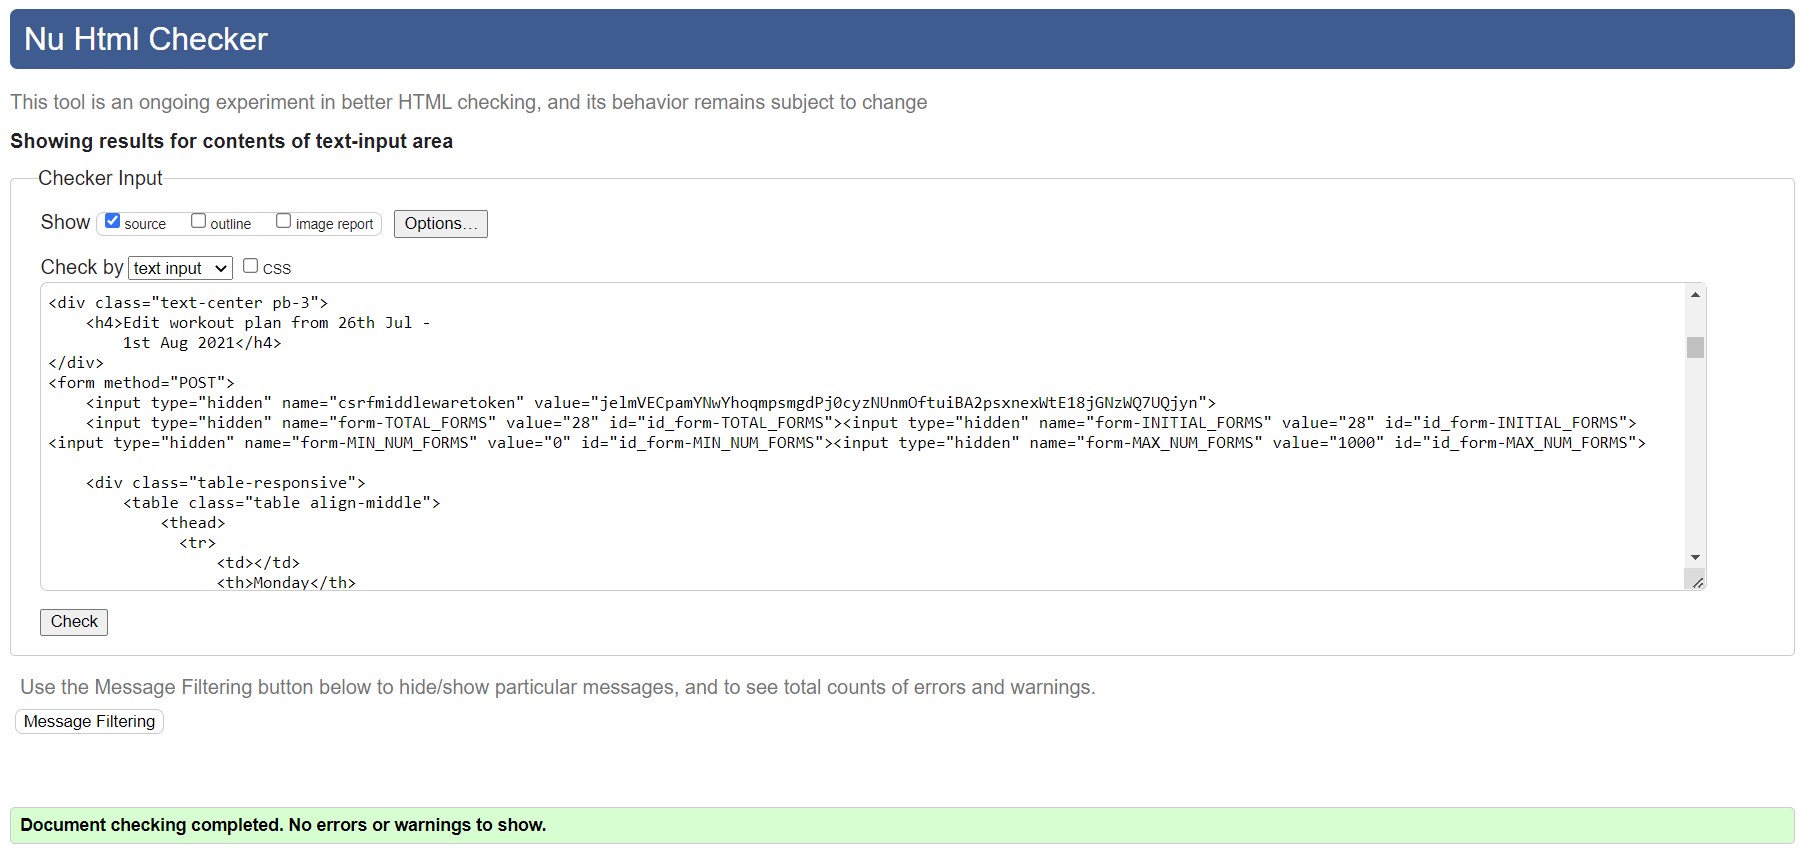 Nu Html Checker
This tool is an ongoing experiment in better HTML checking, and its behavior remains subject to change
Showing results for contents of text-input area
Checker Input
Show source outline image report Options...
Check by text input CSS
<div class="text-center pb-3">
    <h4>Edit workout plan from 26th Jul -
        1st Aug 2021</h4>
</div>
<form method="POST">
    <input type="hidden" name="csrfmiddlewaretoken" value="jelmVECpamYNwYhoqmpsmgdPj0cyzNUnmOftuiBA2psxnexWtE18jGNzWQ7UQjyn">
    <input type="hidden" name="form-TOTAL_FORMS" value="28" id="id_form-TOTAL_FORMS"><input type="hidden" name="form-INITIAL_FORMS" value="28" id="id_form-INITIAL_FORMS">
<input type="hidden" name="form-MIN_NUM_FORMS" value="0" id="id_form-MIN_NUM_FORMS"><input type="hidden" name="form-MAX_NUM_FORMS" value="1000" id="id_form-MAX_NUM_FORMS">
    <div class="table-responsive">
        <table class="table align-middle">
            <thead>
              <tr>
                  <td></td>
                  <th>Monday</th>
Check
Use the Message Filtering button below to hide/show particular messages, and to see total counts of errors and warnings.
Message Filtering
Document checking completed. No errors or warnings to show.